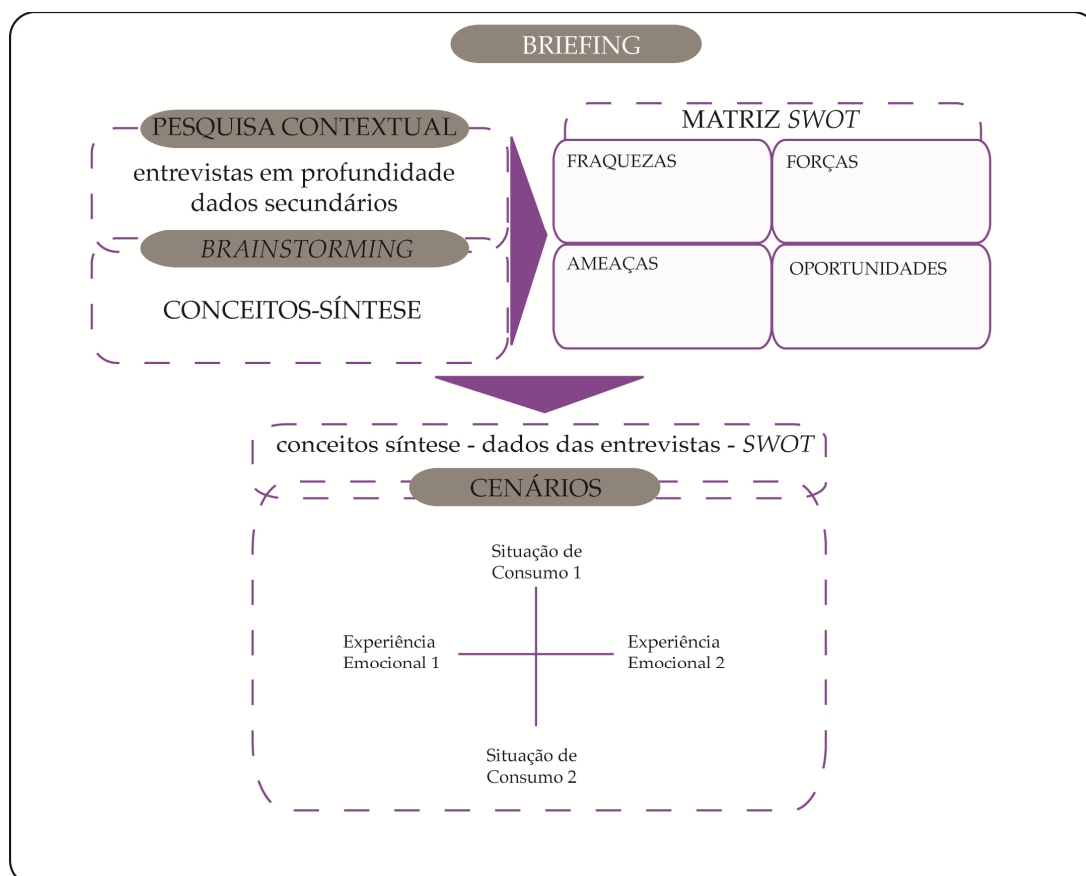 BRIEFING
PESQUISA CONTEXTUAL
entrevistas em profundidade
dados secundários
BRAINSTORMING
CONCEITOS-SÍNTESE
MATRIZ SWOT
FRAQUEZAS
FORÇAS
AMEAÇAS
OPORTUNIDADES
conceitos síntese - dados das entrevistas - SWOT
CENÁRIOS
Situação de
Consumo 1
Experiência
Emocional 1
Experiência
Emocional 2
Situação de
Consumo 2